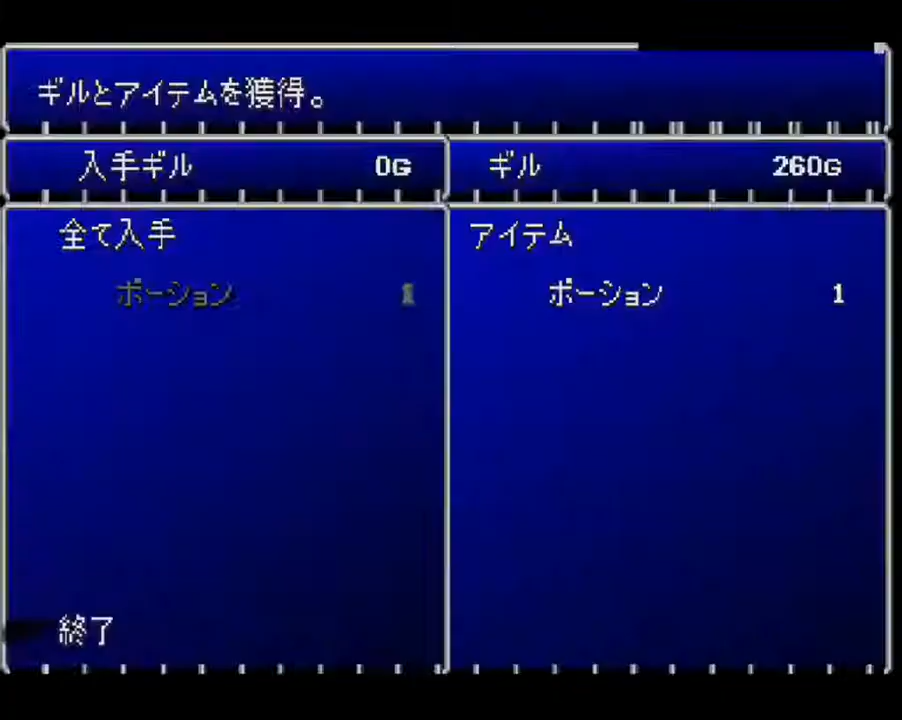 ギルとアイテムを獲得。
入手ギル 0G
ギル 260G
全て入手
アイテム
ポーション 1
ポーション 1
終了